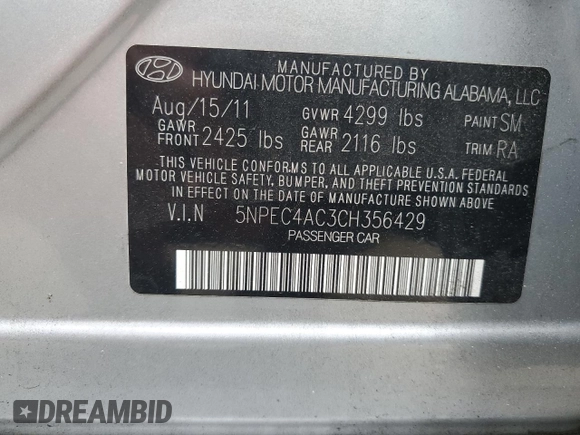 MANUFACTURED BY
HYUNDAI MOTOR MANUFACTURING ALABAMA, LLC
Aug/15/11 GVWR 4299 lbs PAINT SM
GAWR FRONT 2425 lbs GAWR REAR 2116 lbs TRIM RA
THIS VEHICLE CONFORMS TO ALL APPLICABLE U.S.A. FEDERAL
MOTOR VEHICLE SAFETY, BUMPER, AND THEFT PREVENTION STANDARDS
IN EFFECT ON THE DATE OF MANUFACTURE SHOWN ABOVE.
V.I.N 5NPEC4AC3CH356429
PASSENGER CAR
DREAMBID